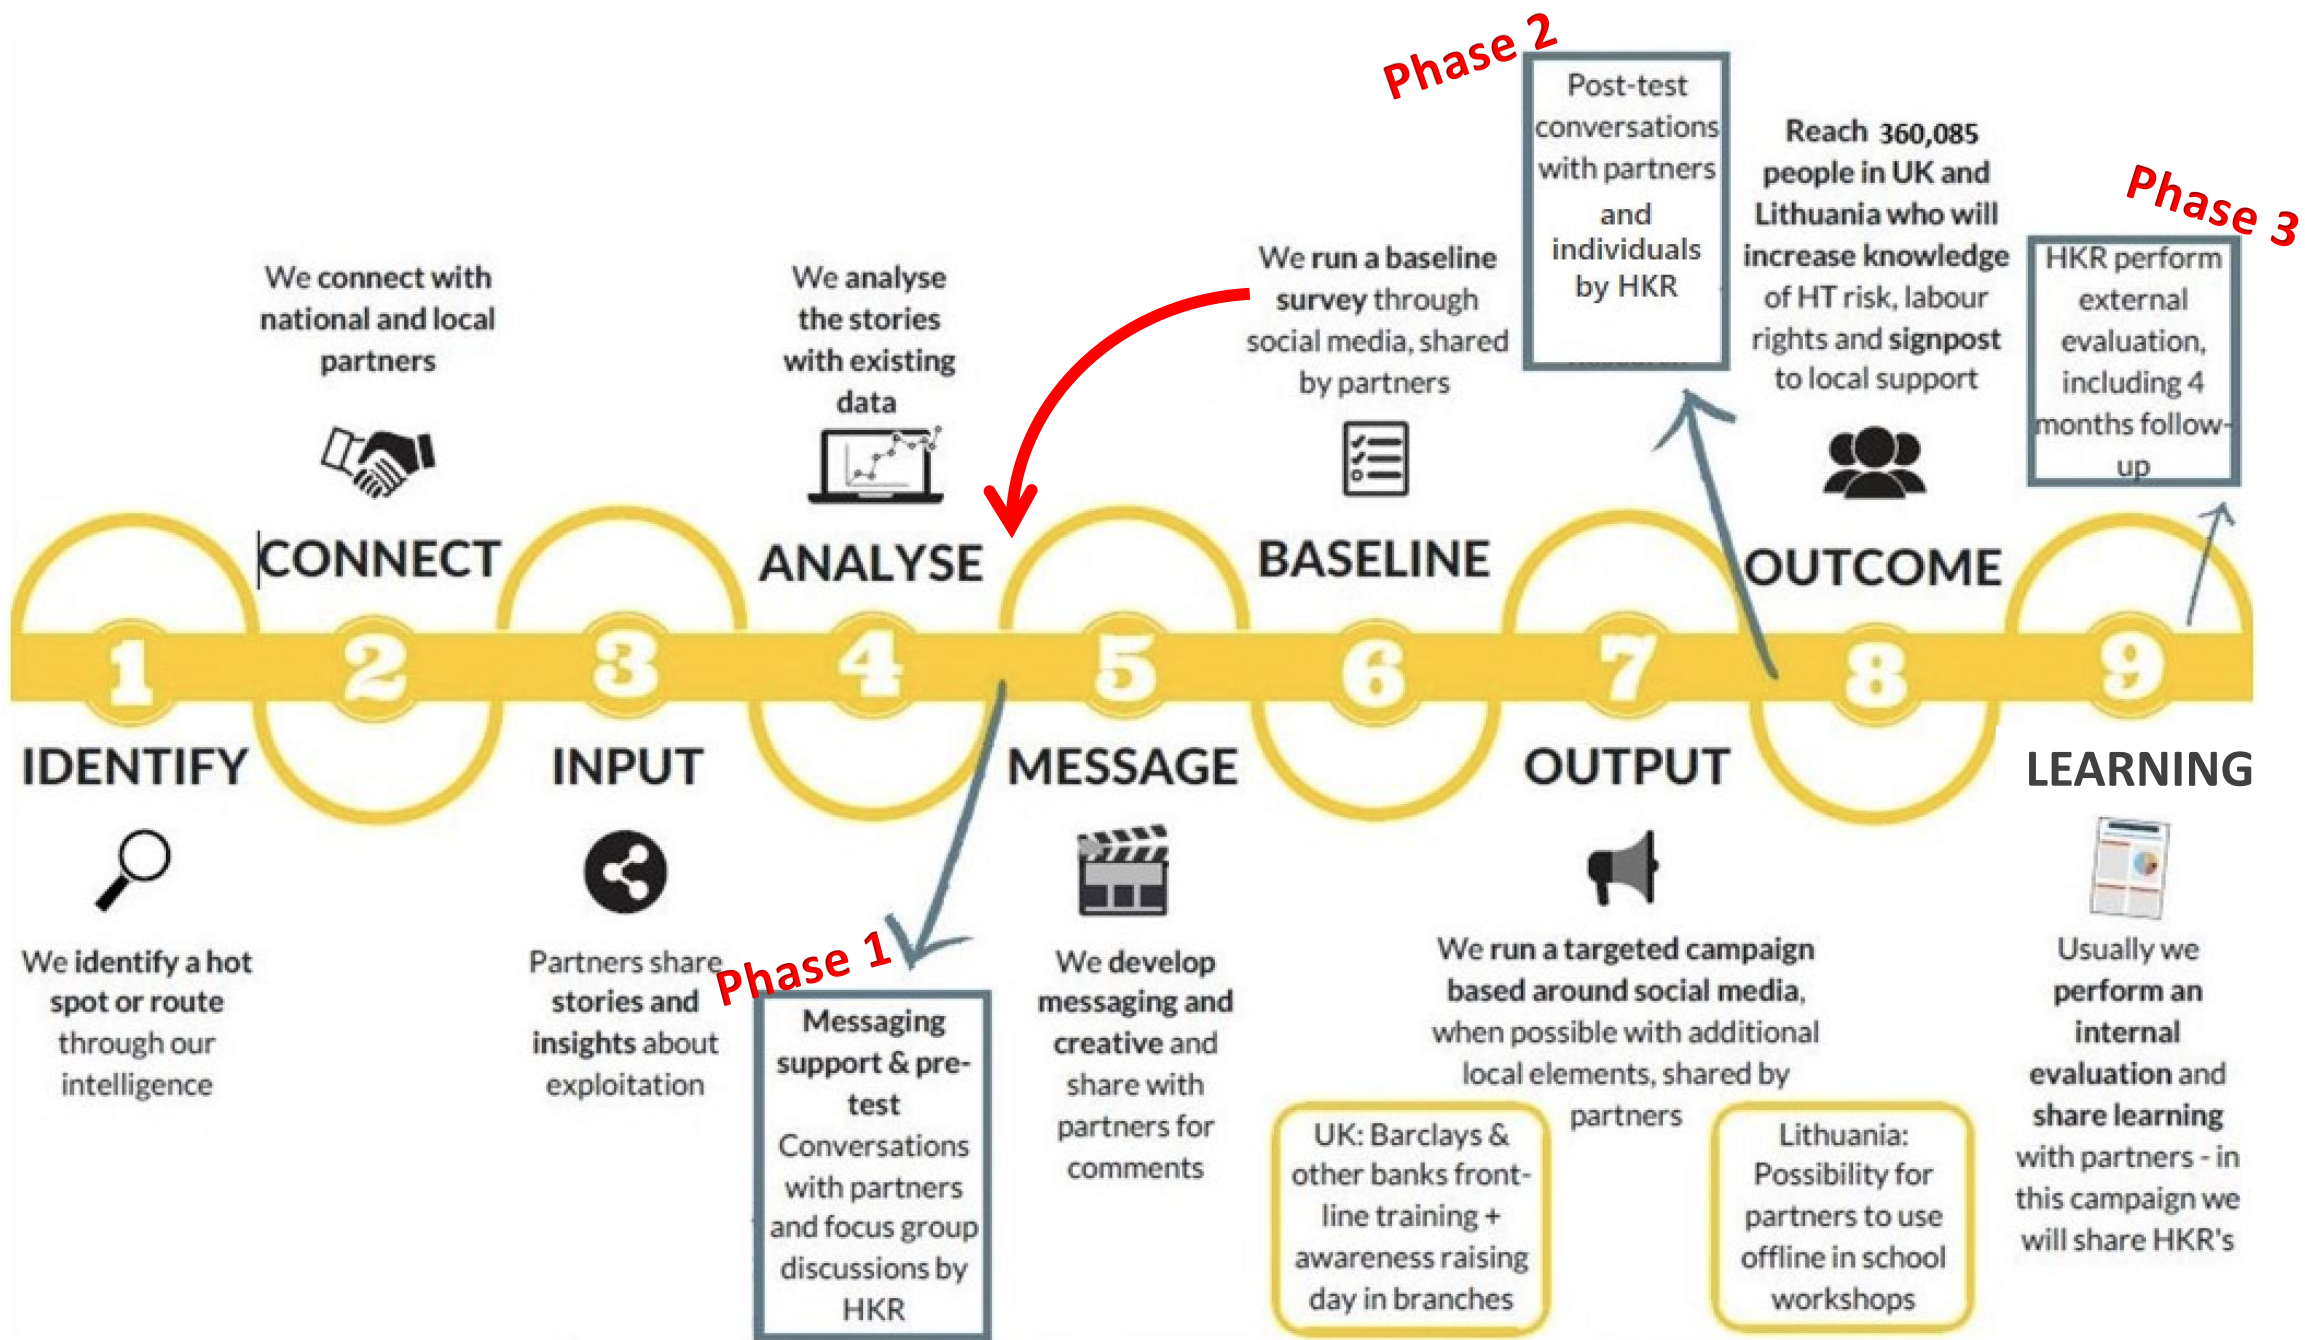 Phase 2
Post-test
conversations
with partners
and
individuals
by HKR
Reach 360,085
people in UK and
Lithuania who will
increase knowledge
of HT risk, labour
rights and signpost
to local support
Phase 3
HKR perform
external
evaluation,
including 4
months follow-
up
We connect with
national and local
partners
We analyse
the stories
with existing
data
We run a baseline
survey through
social media, shared
by partners
CONNECT
ANALYSE
BASELINE
OUTCOME
1
2
3
4
5
6
7
8
9
IDENTIFY
INPUT
MESSAGE
OUTPUT
LEARNING
We identify a hot
spot or route
through our
intelligence
Partners share
stories and
insights about
exploitation
Phase 1
Messaging
support & pre-
test
Conversations
with partners
and focus group
discussions by
HKR
We develop
messaging and
creative and
share with
partners for
comments
We run a targeted campaign
based around social media,
when possible with additional
local elements, shared by
partners
UK: Barclays &
other banks front-
line training +
awareness raising
day in branches
Lithuania:
Possibility for
partners to use
offline in school
workshops
Usually we
perform an
internal
evaluation and
share learning
with partners - in
this campaign we
will share HKR's